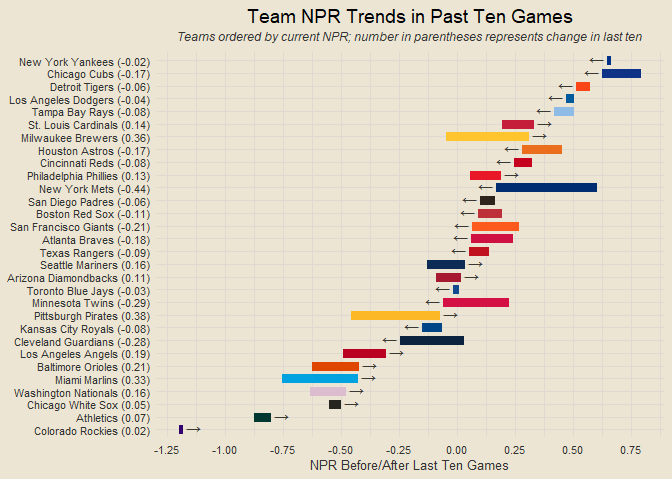 Team NPR Trends in Past Ten Games
Teams ordered by current NPR; number in parentheses represents change in last ten
New York Yankees (-0.02)
Chicago Cubs (-0.17)
Detroit Tigers (-0.06)
Los Angeles Dodgers (-0.04)
Tampa Bay Rays (-0.08)
St. Louis Cardinals (0.14)
Milwaukee Brewers (0.36)
Houston Astros (-0.17)
Cincinnati Reds (-0.08)
Philadelphia Phillies (0.13)
New York Mets (-0.44)
San Diego Padres (-0.06)
Boston Red Sox (-0.11)
San Francisco Giants (-0.21)
Atlanta Braves (-0.18)
Texas Rangers (-0.09)
Seattle Mariners (0.16)
Arizona Diamondbacks (0.11)
Toronto Blue Jays (-0.03)
Minnesota Twins (-0.29)
Pittsburgh Pirates (0.38)
Kansas City Royals (-0.08)
Cleveland Guardians (-0.28)
Los Angeles Angels (0.19)
Baltimore Orioles (0.21)
Miami Marlins (0.33)
Washington Nationals (0.16)
Chicago White Sox (0.05)
Athletics (0.07)
Colorado Rockies (0.02)
-1.25 -1.00 -0.75 -0.50 -0.25 0.00 0.25 0.50 0.75
NPR Before/After Last Ten Games